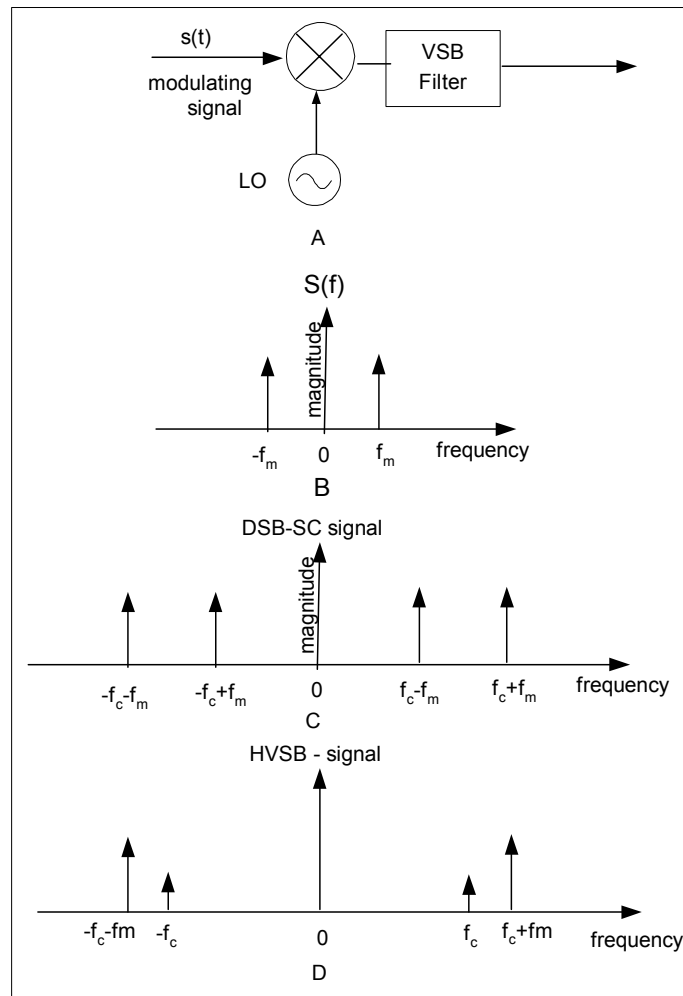 s(t)
modulating
signal
VSB
Filter
LO
A
S(f)
magnitude
-fm
0
fm
frequency
B
DSB-SC signal
magnitude
-fc-fm
-fc+fm
0
fc-fm
fc+fm
frequency
C
HVSB - signal
-fc-fm
-fc
0
fc
fc+fm
frequency
D